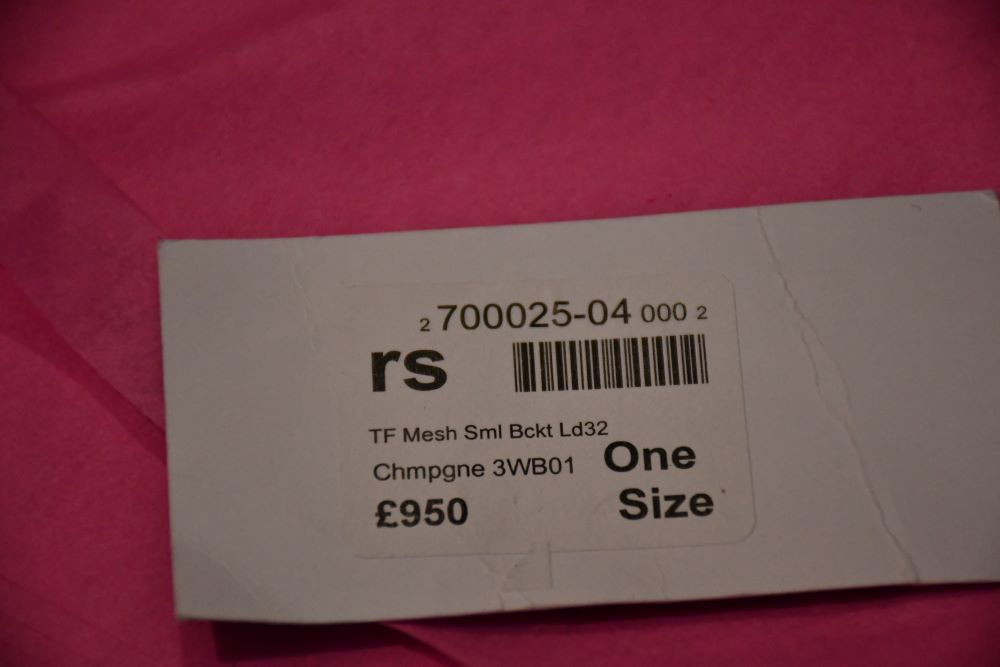 2 700025-04 000 2
rs
TF Mesh Sml Bckt Ld32
Chmpgne 3WB01
One
Size
£950